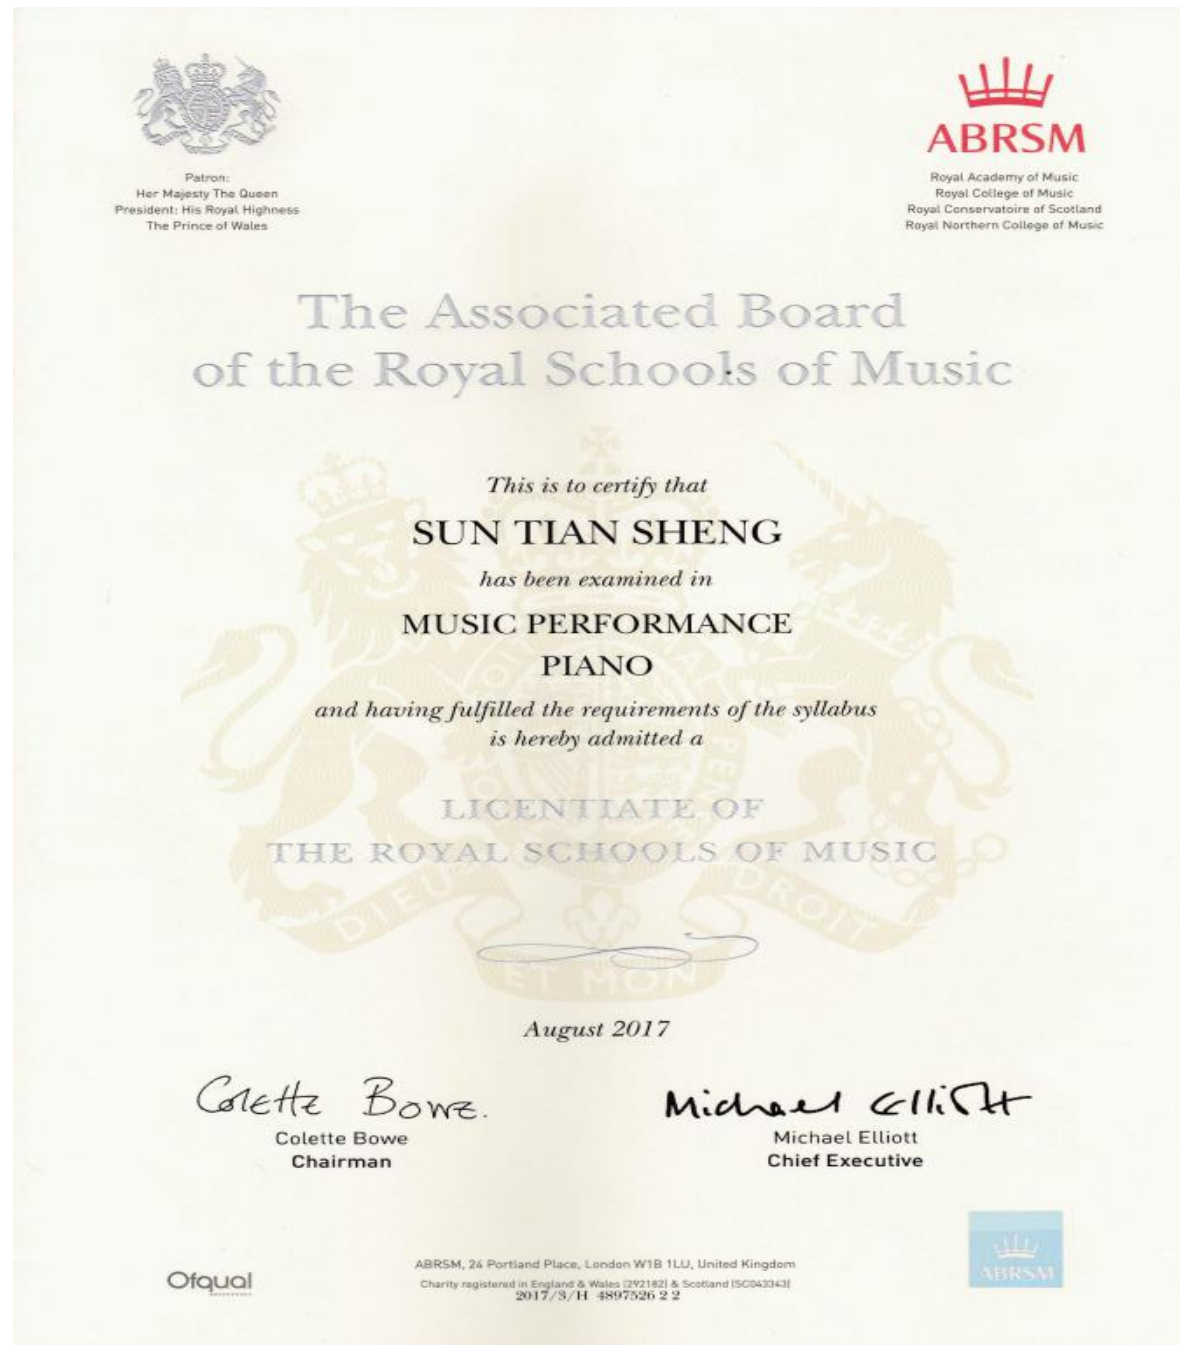 Patron:
Her Majesty The Queen
President: His Royal Highness
The Prince of Wales
ABRSM
Royal Academy of Music
Royal College of Music
Royal Conservatoire of Scotland
Royal Northern College of Music
The Associated Board
of the Royal Schools of Music
This is to certify that
SUN TIAN SHENG
has been examined in
MUSIC PERFORMANCE
PIANO
and having fulfilled the requirements of the syllabus
is hereby admitted a
LICENTIATE OF
THE ROYAL SCHOOLS OF MUSIC
DIEU ET MON DROIT
August 2017
Colette Bowe.
Colette Bowe
Chairman
Michael Elliott
Michael Elliott
Chief Executive
Ofqual
ABRSM, 24 Portland Place, London W1B 1LU, United Kingdom
Charity registered in England & Wales (292182) & Scotland (SC043343)
2017/3/H 4897526 2 2
ABRSM